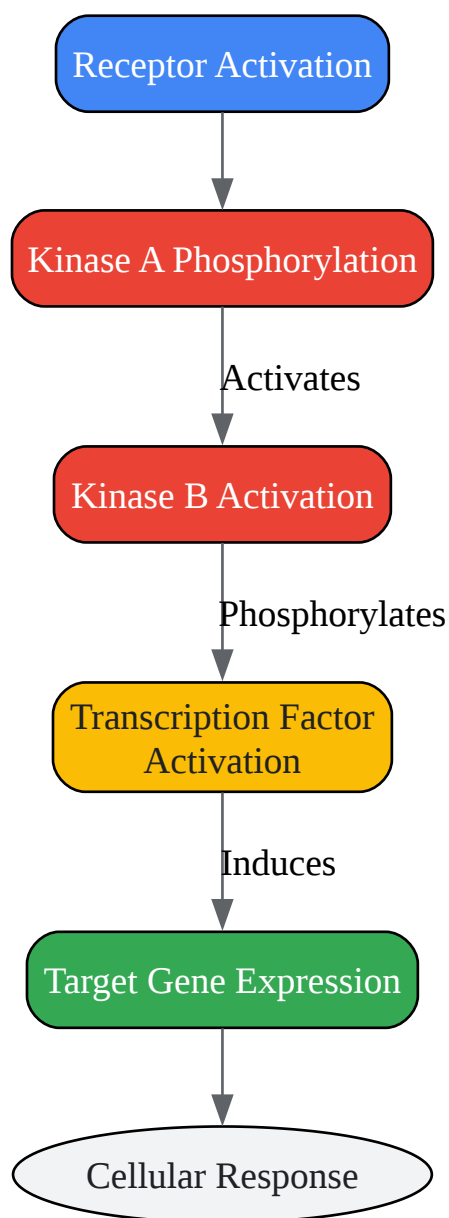 Receptor Activation
Kinase A Phosphorylation
Activates
Kinase B Activation
Phosphorylates
Transcription Factor
Activation
Induces
Target Gene Expression
Cellular Response